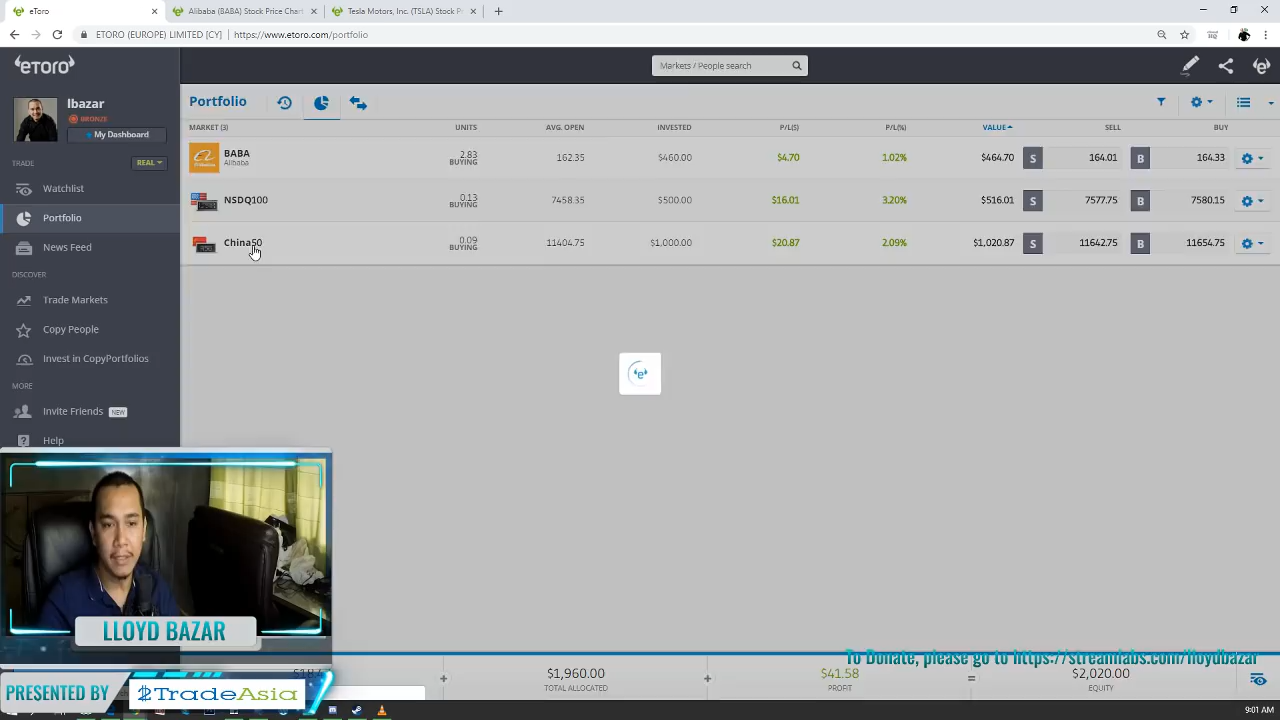 eToro
Alibaba (BABA) Stock Price Char
Tesla Motors, Inc. (TSLA) Stock P
ETORO (EUROPE) LIMITED [CY]
https://www.etoro.com/portfolio
eToro
Markets / People search
lbazar
BRONZE
My Dashboard
TRADE
REAL
Watchlist
Portfolio
News Feed
DISCOVER
Trade Markets
Copy People
Invest in CopyPortfolios
MORE
Invite Friends NEW
Help
Portfolio
MARKET (3) UNITS AVG. OPEN INVESTED P/L($) P/L(%) VALUE SELL BUY
BABA 2.83 162.35 $460.00 $4.70 1.02% $464.70 S 164.01 B 164.33
Alibaba BUYING
NSDQ100 0.13 7458.35 $500.00 $16.01 3.20% $516.01 S 7577.75 B 7580.15
BUYING
China50 0.09 11404.75 $1,000.00 $20.87 2.09% $1,020.87 S 11642.75 B 11654.75
BUYING
LLOYD BAZAR
PRESENTED BY $TradeAsia
To Donate, please go to https://streamlabs.com/lloydbazar
+ $1,960.00 + $41.58 = $2,020.00
TOTAL ALLOCATED PROFIT EQUITY
9:01 AM